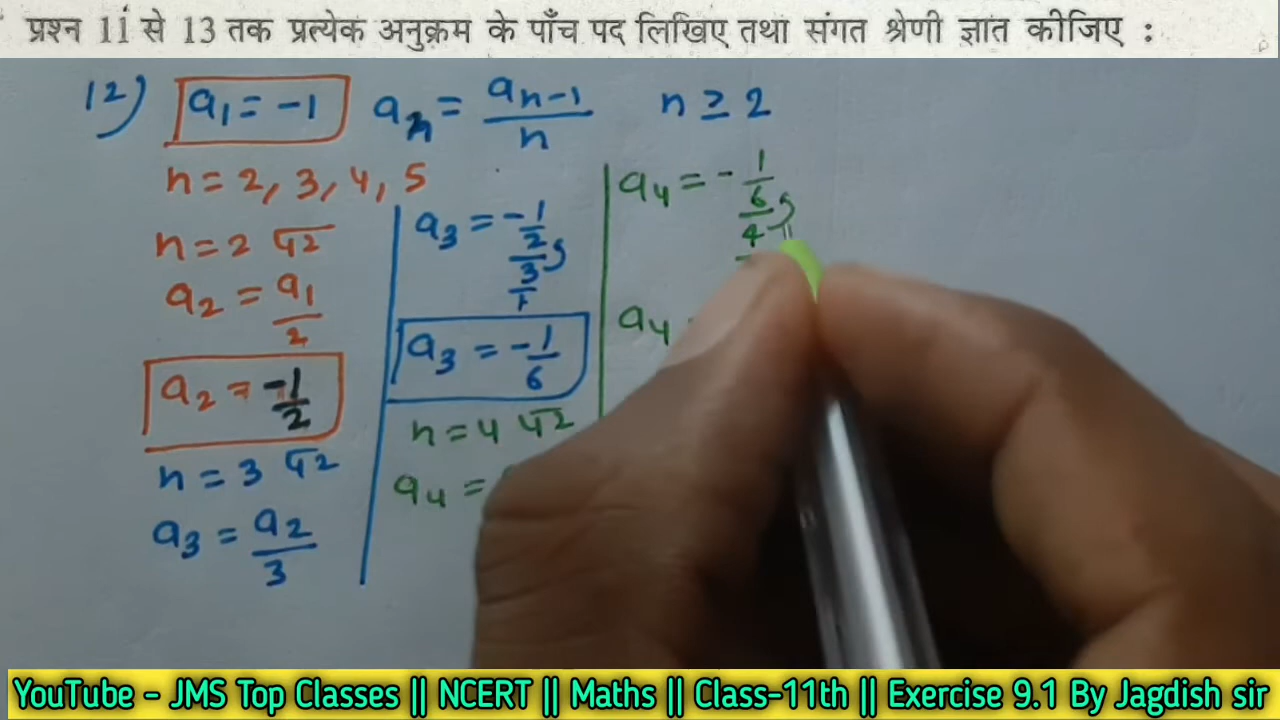 प्रश्न 11 से 13 तक प्रत्येक अनुक्रम के पाँच पद लिखिए तथा संगत श्रेणी ज्ञात कीजिए :
12) a₁ = -1 aₙ = aₙ₋₁/n n ≥ 2
n = 2, 3, 4, 5
n = 2 √2
a₂ = a₁/2
a₂ = -1/2
n = 3 √2
a₃ = a₂/3
a₃ = -1/2/3/1
a₃ = -1/6
n = 4 √2
a₄ =
a₄ = -1/6/4
a₄
YouTube - JMS Top Classes || NCERT || Maths || Class-11th || Exercise 9.1 By Jagdish sir